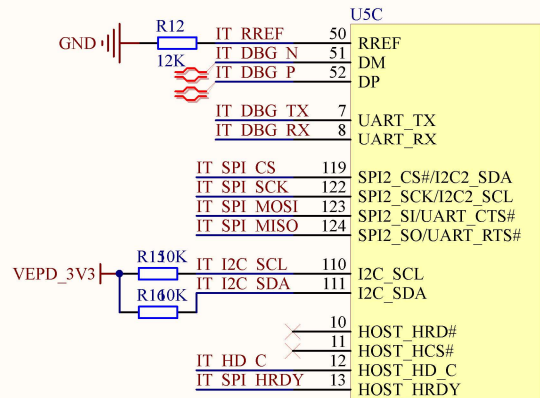 U5C
R12
IT_RREF 50 RREF
GND
12K
IT_DBG_N 51 DM
IT_DBG_P 52 DP
IT_DBG_TX 7 UART_TX
IT_DBG_RX 8 UART_RX
IT_SPI_CS 119 SPI2_CS#/I2C2_SDA
IT_SPI_SCK 122 SPI2_SCK/I2C2_SCL
IT_SPI_MOSI 123 SPI2_SI/UART_CTS#
IT_SPI_MISO 124 SPI2_SO/UART_RTS#
R15 10K IT_I2C_SCL 110 I2C_SCL
VEPD_3V3
R16 10K IT_I2C_SDA 111 I2C_SDA
10 HOST_HRD#
11 HOST_HCS#
IT_HD_C 12 HOST_HD_C
IT_SPI_HRDY 13 HOST_HRDY